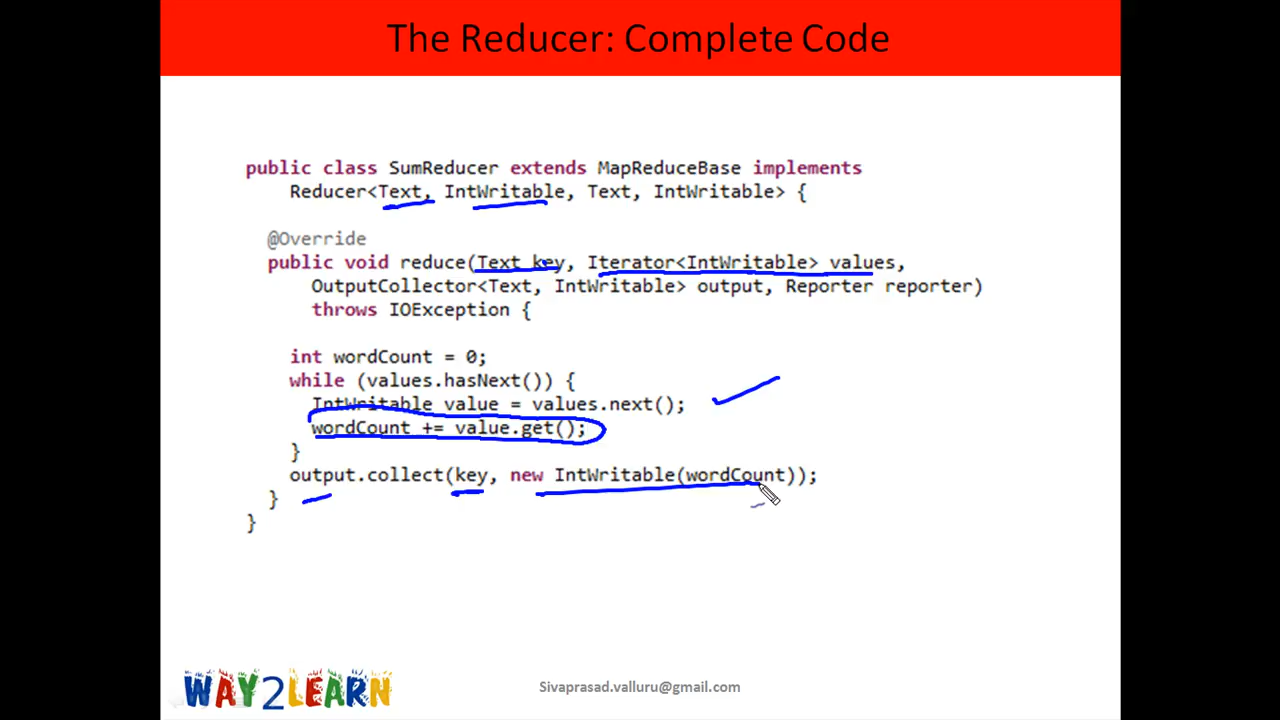 The Reducer: Complete Code
public class SumReducer extends MapReduceBase implements
Reducer<Text, IntWritable, Text, IntWritable> {
@Override
public void reduce(Text key, Iterator<IntWritable> values,
OutputCollector<Text, IntWritable> output, Reporter reporter)
throws IOException {
int wordCount = 0;
while (values.hasNext()) {
IntWritable value = values.next();
wordCount += value.get();
}
output.collect(key, new IntWritable(wordCount));
}
}
WAY2LEARN
Sivaprasad.valluru@gmail.com